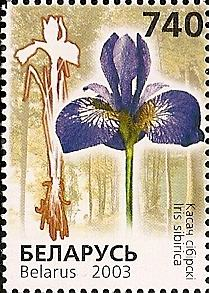 740
Касач сібірскі
Iris sibirica
БЕЛАРУСЬ
Belarus 2003